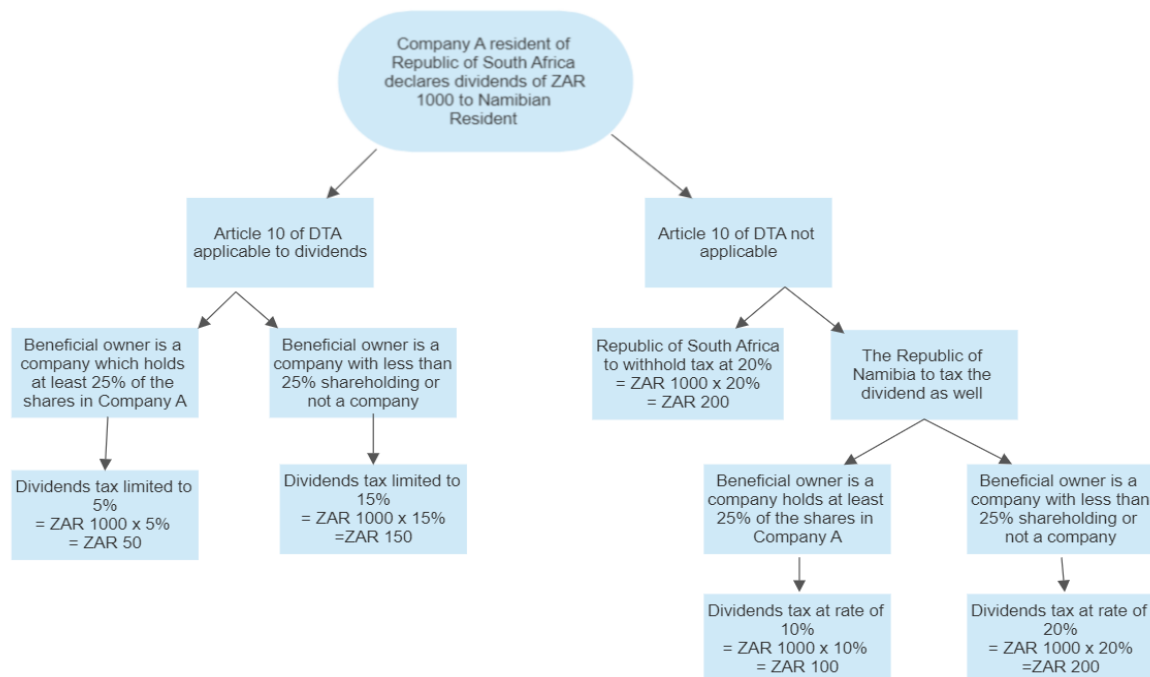 Company A resident of
Republic of South Africa
declares dividends of ZAR
1000 to Namibian
Resident
Article 10 of DTA
applicable to dividends
Article 10 of DTA not
applicable
Beneficial owner is a
company which holds
at least 25% of the
shares in Company A
Beneficial owner is a
company with less than
25% shareholding or
not a company
Republic of South Africa
to withhold tax at 20%
= ZAR 1000 x 20%
= ZAR 200
The Republic of
Namibia to tax the
dividend as well
Dividends tax limited to
5%
= ZAR 1000 x 5%
= ZAR 50
Dividends tax limited to
15%
= ZAR 1000 x 15%
=ZAR 150
Beneficial owner is a
company holds at least
25% of the shares in
Company A
Beneficial owner is a
company with less than
25% shareholding or
not a company
Dividends tax at rate of
10%
= ZAR 1000 x 10%
= ZAR 100
Dividends tax at rate of
20%
= ZAR 1000 x 20%
=ZAR 200